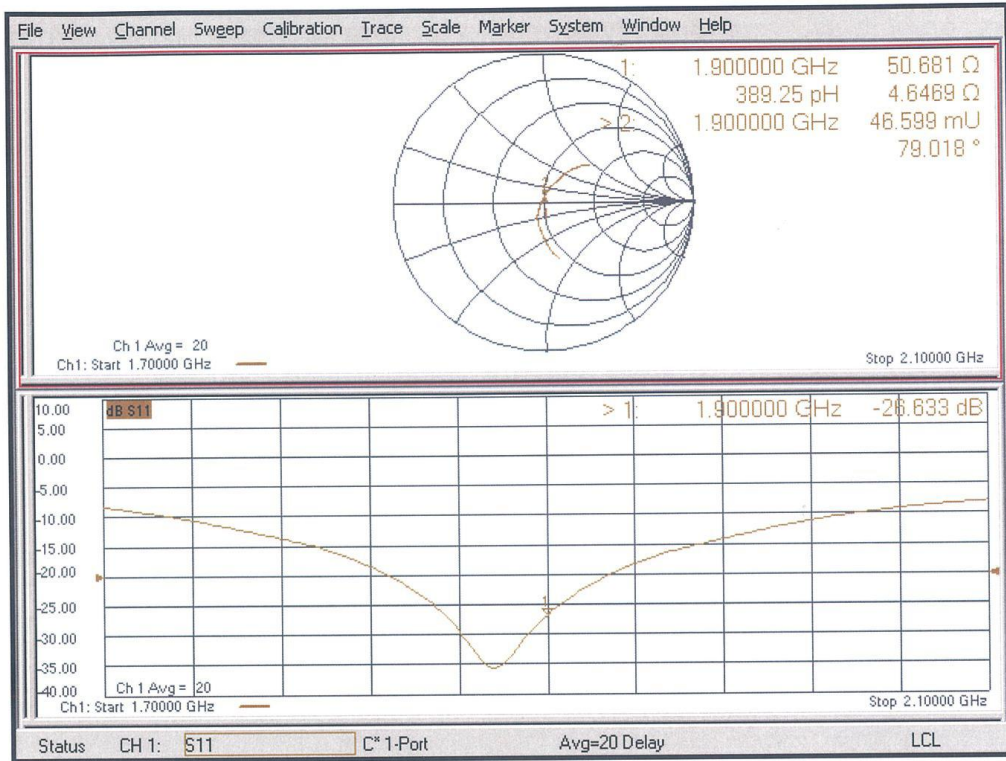 File View Channel Sweep Calibration Trace Scale Marker System Window Help
1: 1.900000 GHz 50.681 Ω
389.25 pH 4.6469 Ω
> 2: 1.900000 GHz 46.599 mU
79.018 °
1
Ch 1 Avg = 20
Ch1: Start 1.70000 GHz
Stop 2.10000 GHz
10.00 dB S11 > 1: 1.900000 GHz -26.633 dB
5.00
0.00
-5.00
-10.00
-15.00
-20.00
-25.00
1
-30.00
-35.00
-40.00
Ch 1 Avg = 20
Ch1: Start 1.70000 GHz
Stop 2.10000 GHz
Status CH 1: S11 C* 1-Port Avg=20 Delay LCL